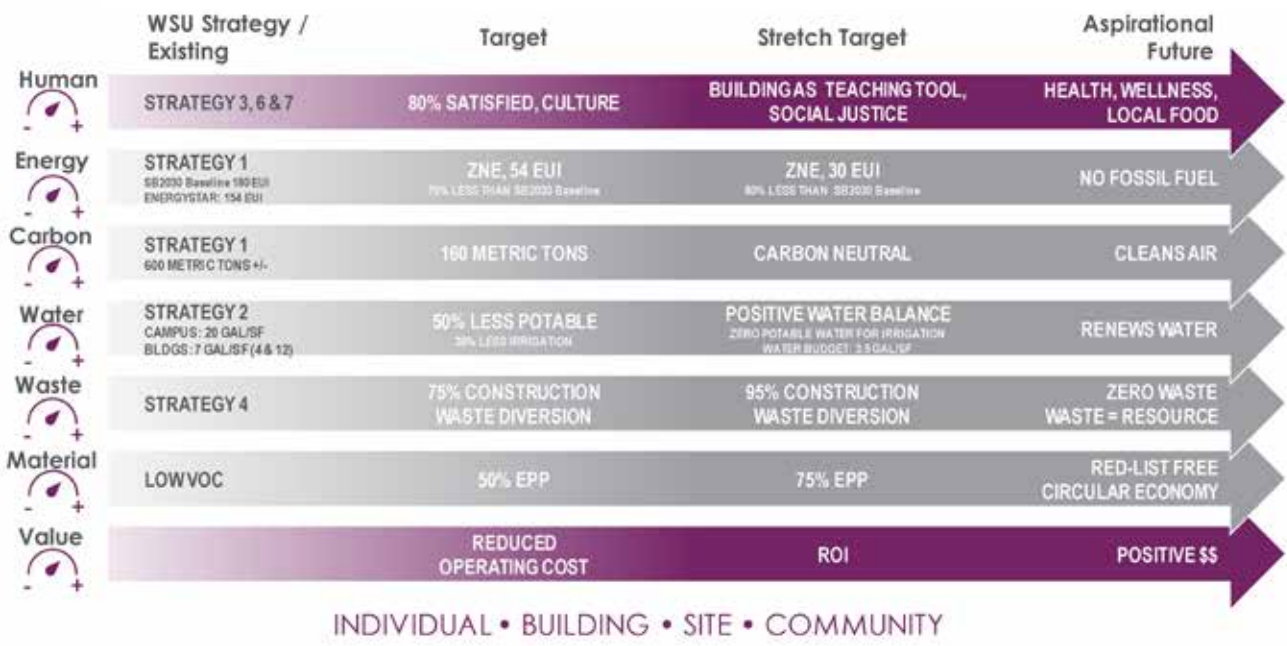 WSU Strategy /
Existing
Target
Stretch Target
Aspirational
Future
Human
- +
STRATEGY 3, 6 & 7
80% SATISFIED, CULTURE
BUILDING AS TEACHING TOOL,
SOCIAL JUSTICE
HEALTH, WELLNESS,
LOCAL FOOD
Energy
- +
STRATEGY 1
SB2030 Baseline 180 EUI
ENERGYSTAR: 154 EUI
ZNE, 54 EUI
70% LESS THAN SB2030 Baseline
ZNE, 30 EUI
80% LESS THAN SB2030 Baseline
NO FOSSIL FUEL
Carbon
- +
STRATEGY 1
600 METRIC TONS +/-
160 METRIC TONS
CARBON NEUTRAL
CLEANS AIR
Water
- +
STRATEGY 2
CAMPUS: 20 GAL/SF
BLDGS: 7 GAL/SF (4 & 12)
50% LESS POTABLE
30% LESS IRRIGATION
POSITIVE WATER BALANCE
ZERO POTABLE WATER FOR IRRIGATION
WATER BUDGET: 3.5 GAL/SF
RENEWS WATER
Waste
- +
STRATEGY 4
75% CONSTRUCTION
WASTE DIVERSION
95% CONSTRUCTION
WASTE DIVERSION
ZERO WASTE
WASTE = RESOURCE
Material
- +
LOW VOC
50% EPP
75% EPP
RED-LIST FREE
CIRCULAR ECONOMY
Value
- +
REDUCED
OPERATING COST
ROI
POSITIVE $$
INDIVIDUAL • BUILDING • SITE • COMMUNITY